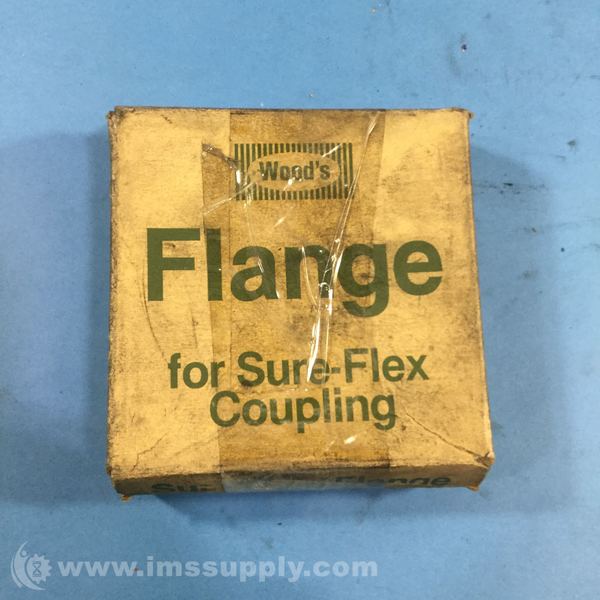 Wood's
Flange
for Sure-Flex
Coupling
Flange
www.imssupply.com